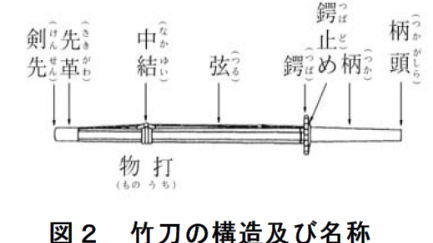 剣先(けんせん)
先革(さきがわ)
中結(なかゆい)
弦(つる)
鍔(つば)
鍔止め(つばどめ)
柄(つか)
柄頭(つかがしら)
物打(ものうち)
図2 竹刀の構造及び名称